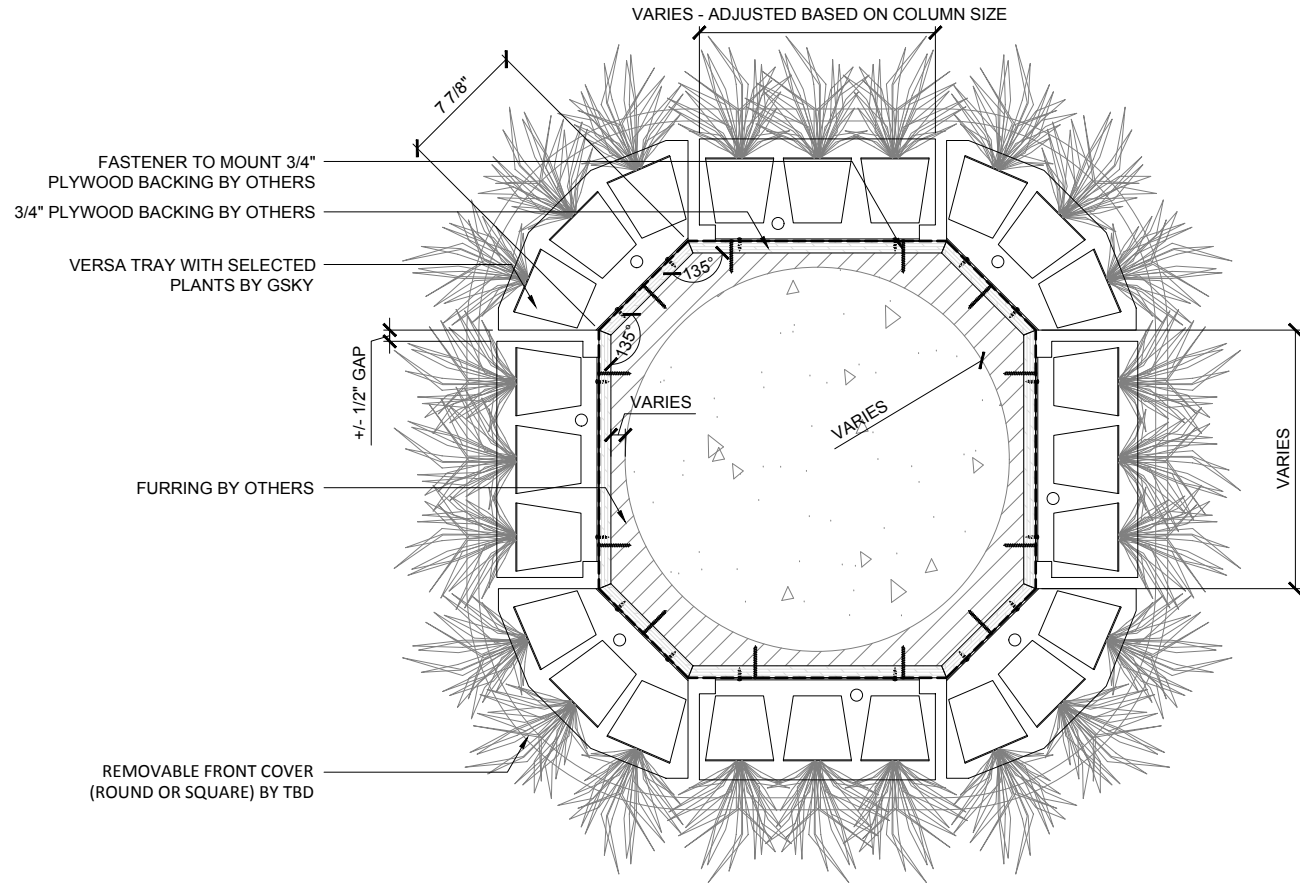 VARIES - ADJUSTED BASED ON COLUMN SIZE
7 7/8"
FASTENER TO MOUNT 3/4"
PLYWOOD BACKING BY OTHERS
3/4" PLYWOOD BACKING BY OTHERS
VERSA TRAY WITH SELECTED
PLANTS BY GSKY
135°
135°
+/- 1/2" GAP
VARIES
VARIES
VARIES
FURRING BY OTHERS
REMOVABLE FRONT COVER
(ROUND OR SQUARE) BY TBD